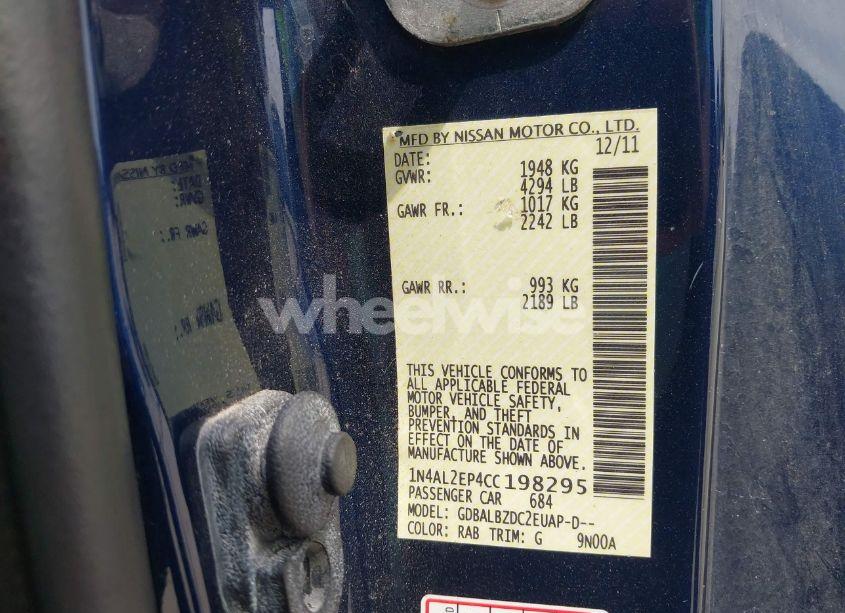 MFD BY NISSAN MOTOR CO., LTD.
DATE: 12/11
GVWR: 1948 KG
4294 LB
GAWR FR.: 1017 KG
2242 LB
GAWR RR.: 993 KG
2189 LB
wheelwise
THIS VEHICLE CONFORMS TO
ALL APPLICABLE FEDERAL
MOTOR VEHICLE SAFETY,
BUMPER, AND THEFT
PREVENTION STANDARDS IN
EFFECT ON THE DATE OF
MANUFACTURE SHOWN ABOVE.
1N4AL2EP4CC198295
PASSENGER CAR 684
MODEL: GDBALBZDC2EUAP-D--
COLOR: RAB TRIM: G 9N00A